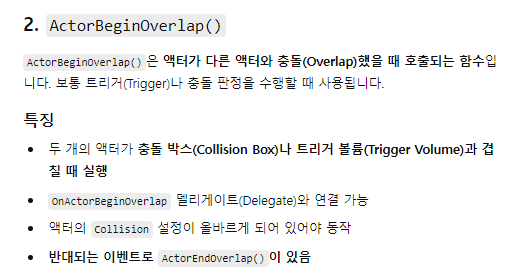 2. ActorBeginOverlap()
ActorBeginOverlap()은 액터가 다른 액터와 충돌(Overlap)했을 때 호출되는 함수입
니다. 보통 트리거(Trigger)나 충돌 판정을 수행할 때 사용됩니다.
특징
• 두 개의 액터가 충돌 박스(Collision Box)나 트리거 볼륨(Trigger Volume)과 겹
칠 때 실행
• OnActorBeginOverlap 델리게이트(Delegate)와 연결 가능
• 액터의 Collision 설정이 올바르게 되어 있어야 동작
• 반대되는 이벤트로 ActorEndOverlap()이 있음